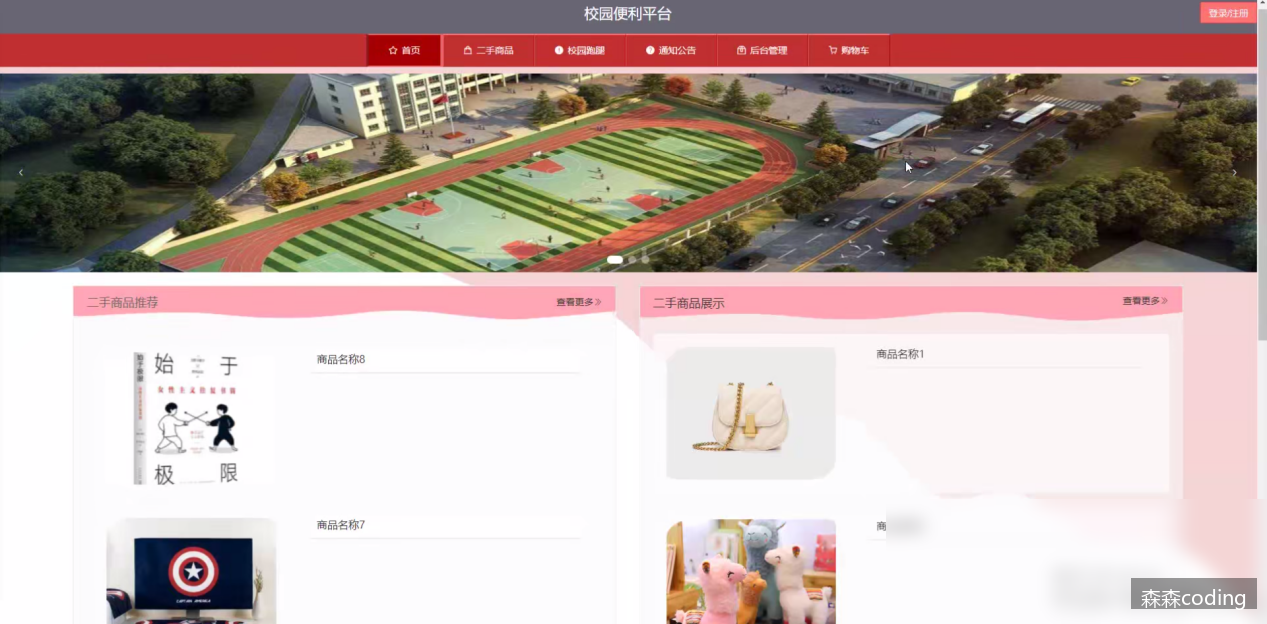 校园便利平台
登录/注册
首页
二手商品
校园跑腿
通知公告
后台管理
购物车
二手商品推荐
查看更多
二手商品展示
查看更多
商品名称8
始于
极限
商品名称1
商品名称7
商
森森coding